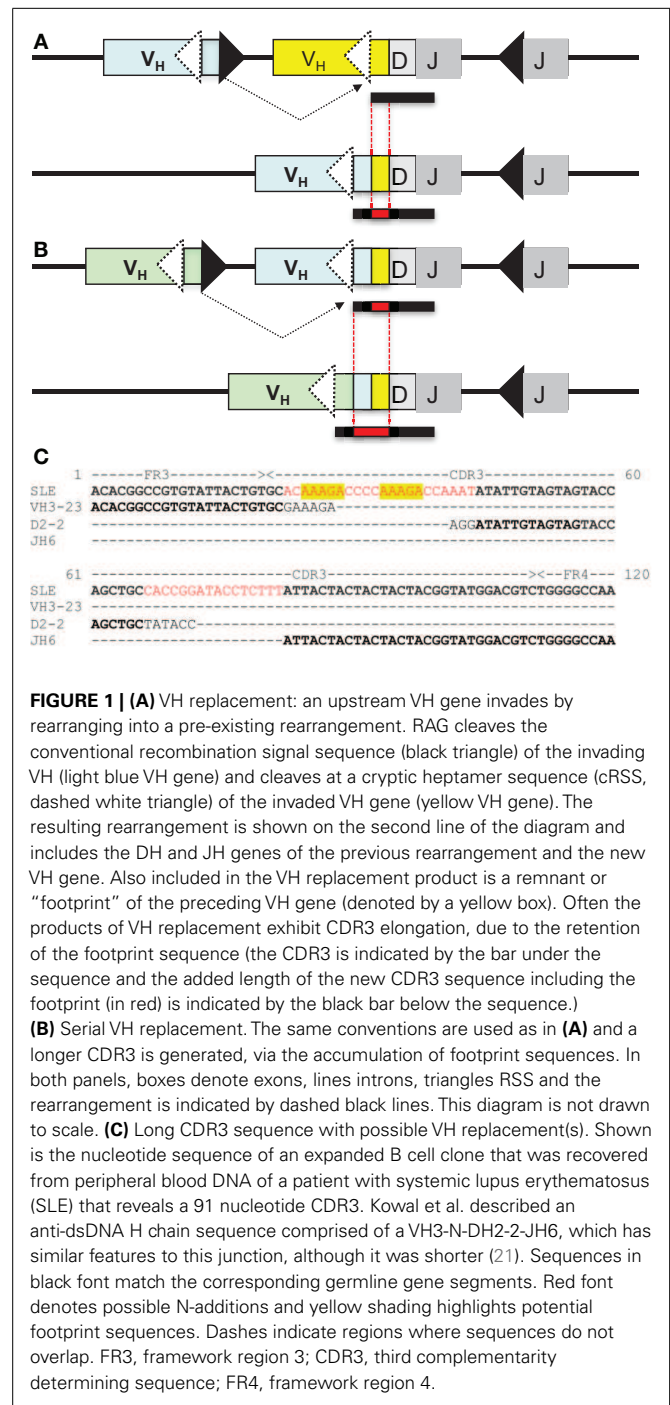 A
V_H V_H D J J
V_H D J J
B
V_H V_H D J J
V_H D J J
C
1 ------FR3------><------------------CDR3------------- 60
SLE ACACGGCCGTGTATTACTGTGCACAAAGACCCCAAAGACCAAATATATTGTAGTAGTACC
VH3-23 ACACGGCCGTGTATTACTGTGCGAAAGA------------------------------
D2-2 ------------------------------------------AGGATATTGTAGTAGTACC
JH6 ------------------------------------------------------------
61 ----------------------CDR3----------------------><--FR4---- 120
SLE AGCTGCCACCGGATACCTCTTTATTACTACTACTACTACGGTATGGACGTCTGGGGCCAA
VH3-23 ------------------------------------------------------------
D2-2 AGCTGCTATACC------------------------------------------------
JH6 ----------------------ATTACTACTACTACTACGGTATGGACGTCTGGGGCCAA
FIGURE 1 | (A) VH replacement: an upstream VH gene invades by
rearranging into a pre-existing rearrangement. RAG cleaves the
conventional recombination signal sequence (black triangle) of the invading
VH (light blue VH gene) and cleaves at a cryptic heptamer sequence (cRSS,
dashed white triangle) of the invaded VH gene (yellow VH gene). The
resulting rearrangement is shown on the second line of the diagram and
includes the DH and JH genes of the previous rearrangement and the new
VH gene. Also included in the VH replacement product is a remnant or
“footprint” of the preceding VH gene (denoted by a yellow box). Often the
products of VH replacement exhibit CDR3 elongation, due to the retention
of the footprint sequence (the CDR3 is indicated by the bar under the
sequence and the added length of the new CDR3 sequence including the
footprint (in red) is indicated by the black bar below the sequence.)
(B) Serial VH replacement. The same conventions are used as in (A) and a
longer CDR3 is generated, via the accumulation of footprint sequences. In
both panels, boxes denote exons, lines introns, triangles RSS and the
rearrangement is indicated by dashed black lines. This diagram is not drawn
to scale. (C) Long CDR3 sequence with possible VH replacement(s). Shown
is the nucleotide sequence of an expanded B cell clone that was recovered
from peripheral blood DNA of a patient with systemic lupus erythematosus
(SLE) that reveals a 91 nucleotide CDR3. Kowal et al. described an
anti-dsDNA H chain sequence comprised of a VH3-N-DH2-2-JH6, which has
similar features to this junction, although it was shorter (21). Sequences in
black font match the corresponding germline gene segments. Red font
denotes possible N-additions and yellow shading highlights potential
footprint sequences. Dashes indicate regions where sequences do not
overlap. FR3, framework region 3; CDR3, third complementarity
determining sequence; FR4, framework region 4.